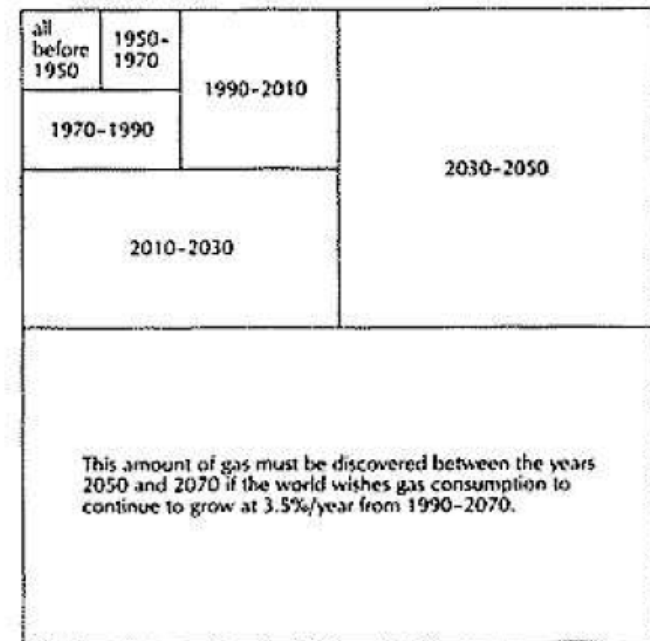 all
before
1950
1950-
1970
1990-2010
1970-1990
2030-2050
2010-2030
This amount of gas must be discovered between the years
2050 and 2070 if the world wishes gas consumption to
continue to grow at 3.5%/year from 1990-2070.